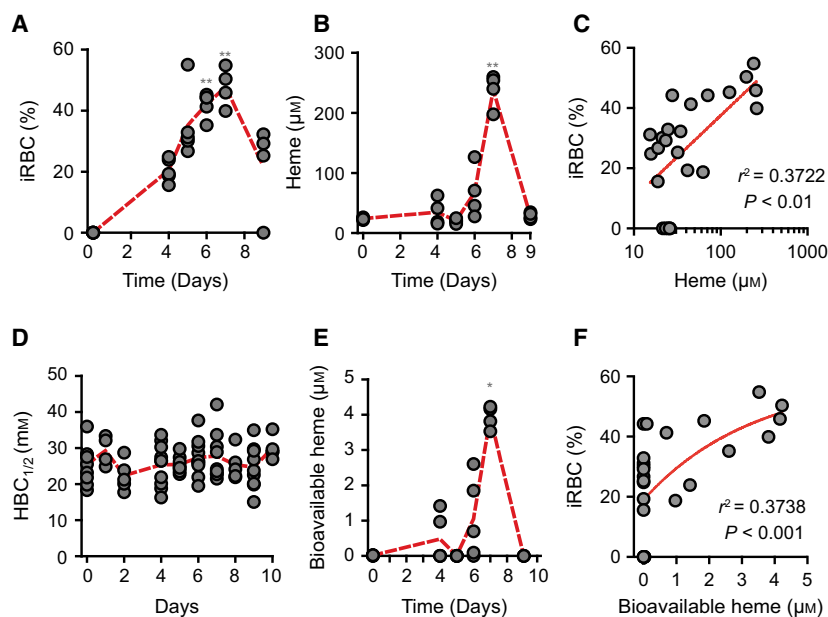 A
iRBC (%)
60
40
20
0
0 2 4 6 8
** **
Time (Days)
B
Heme (µM)
300
200
100
0
0 2 4 6 9
**
Time (Days)
C
iRBC (%)
60
40
20
0
10 100 1000
r² = 0.3722
P < 0.01
Heme (µM)
D
HBC1/2 (mM)
50
40
30
20
10
0
0 2 4 6 8 10
Days
E
Bioavailable heme (µM)
5
4
3
2
1
0
0 2 4 6 8 10
*
Time (Days)
F
iRBC (%)
60
40
20
0
0 1 2 3 4 5
r² = 0.3738
P < 0.001
Bioavailable heme (µM)